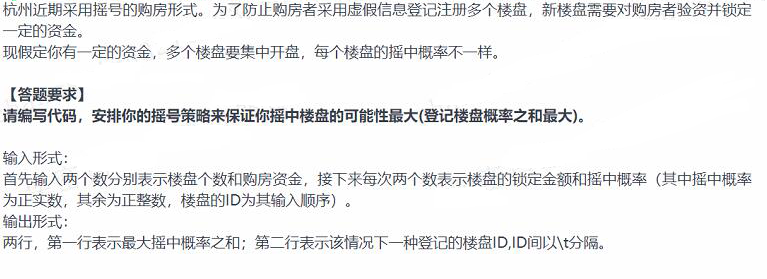 杭州近期采用摇号的购房形式。为了防止购房者采用虚假信息登记注册多个楼盘，新楼盘需要对购房者验资并锁定
一定的资金。
现假定你有一定的资金，多个楼盘要集中开盘，每个楼盘的摇中概率不一样。
【答题要求】
请编写代码，安排你的摇号策略来保证你摇中楼盘的可能性最大(登记楼盘概率之和最大)。
输入形式：
首先输入两个数分别表示楼盘个数和购房资金，接下来每次两个数表示楼盘的锁定金额和摇中概率（其中摇中概率
为正实数，其余为正整数，楼盘的ID为其输入顺序）。
输出形式：
两行，第一行表示最大摇中概率之和；第二行表示该情况下一种登记的楼盘ID,ID间以\t分隔。